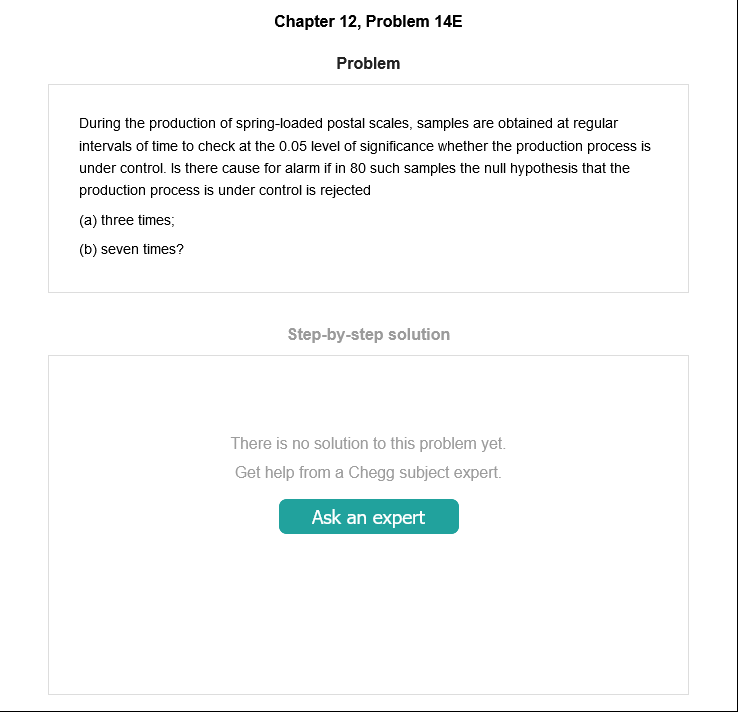 Chapter 12, Problem 14E
Problem
During the production of spring-loaded postal scales, samples are obtained at regular
intervals of time to check at the 0.05 level of significance whether the production process is
under control. Is there cause for alarm if in 80 such samples the null hypothesis that the
production process is under control is rejected
(a) three times;
(b) seven times?
Step-by-step solution
There is no solution to this problem yet.
Get help from a Chegg subject expert.
Ask an expert